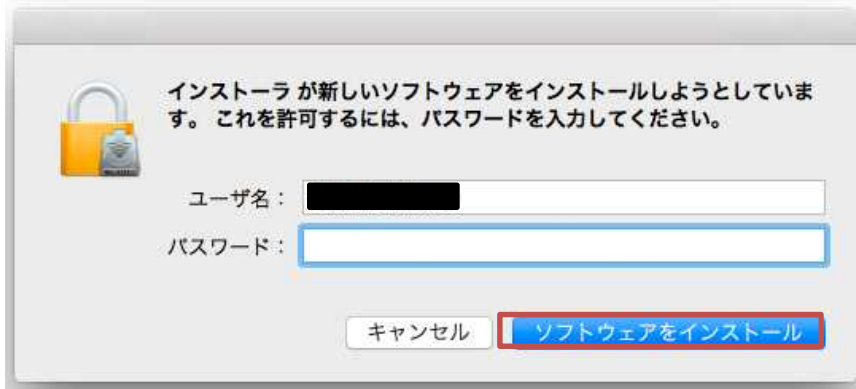 インストーラ が新しいソフトウェアをインストールしようとしていま
す。 これを許可するには、パスワードを入力してください。
ユーザ名：
パスワード：
キャンセル ソフトウェアをインストール